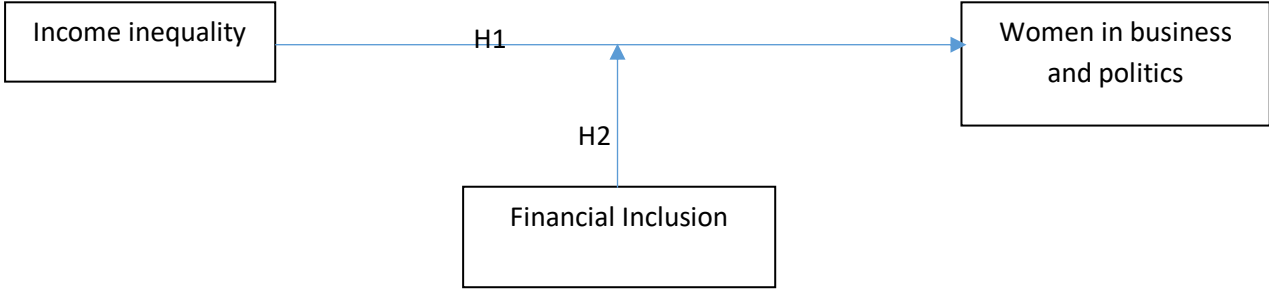 Income inequality
H1
Women in business
and politics
H2
Financial Inclusion